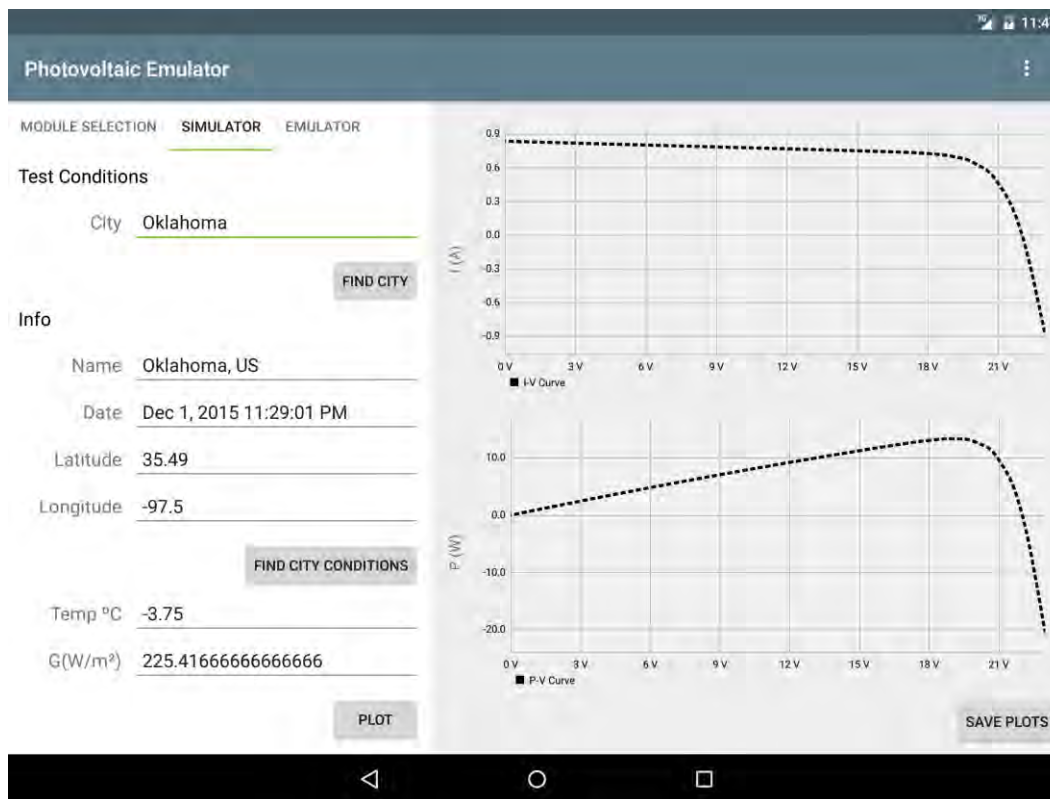 3G 11:4
Photovoltaic Emulator
MODULE SELECTION SIMULATOR EMULATOR
Test Conditions
City Oklahoma
FIND CITY
Info
Name Oklahoma, US
Date Dec 1, 2015 11:29:01 PM
Latitude 35.49
Longitude -97.5
FIND CITY CONDITIONS
Temp ºC -3.75
G(W/m²) 225.41666666666666
PLOT
0.9
0.6
0.3
0.0
-0.3
-0.6
-0.9
I (A)
0 V 3 V 6 V 9 V 12 V 15 V 18 V 21 V
I-V Curve
10.0
0.0
-10.0
-20.0
P (W)
0 V 3 V 6 V 9 V 12 V 15 V 18 V 21 V
P-V Curve
SAVE PLOTS